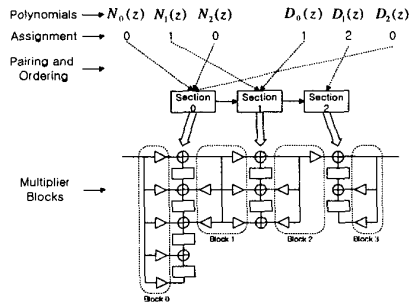 Polynomials N₀(z) N₁(z) N₂(z) D₀(z) D₁(z) D₂(z)
Assignment 0 1 0 1 2 0
Pairing and
Ordering
Section
0
Section
1
Section
2
Multiplier
Blocks
Block 1
Block 2
Block 3
Block 0